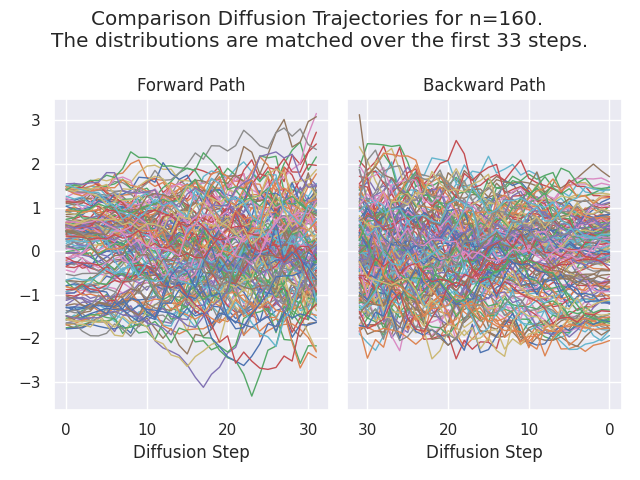 Comparison Diffusion Trajectories for n=160.
The distributions are matched over the first 33 steps.
Forward Path
Backward Path
3
2
1
0
−1
−2
−3
0 10 20 30
30 20 10 0
Diffusion Step
Diffusion Step